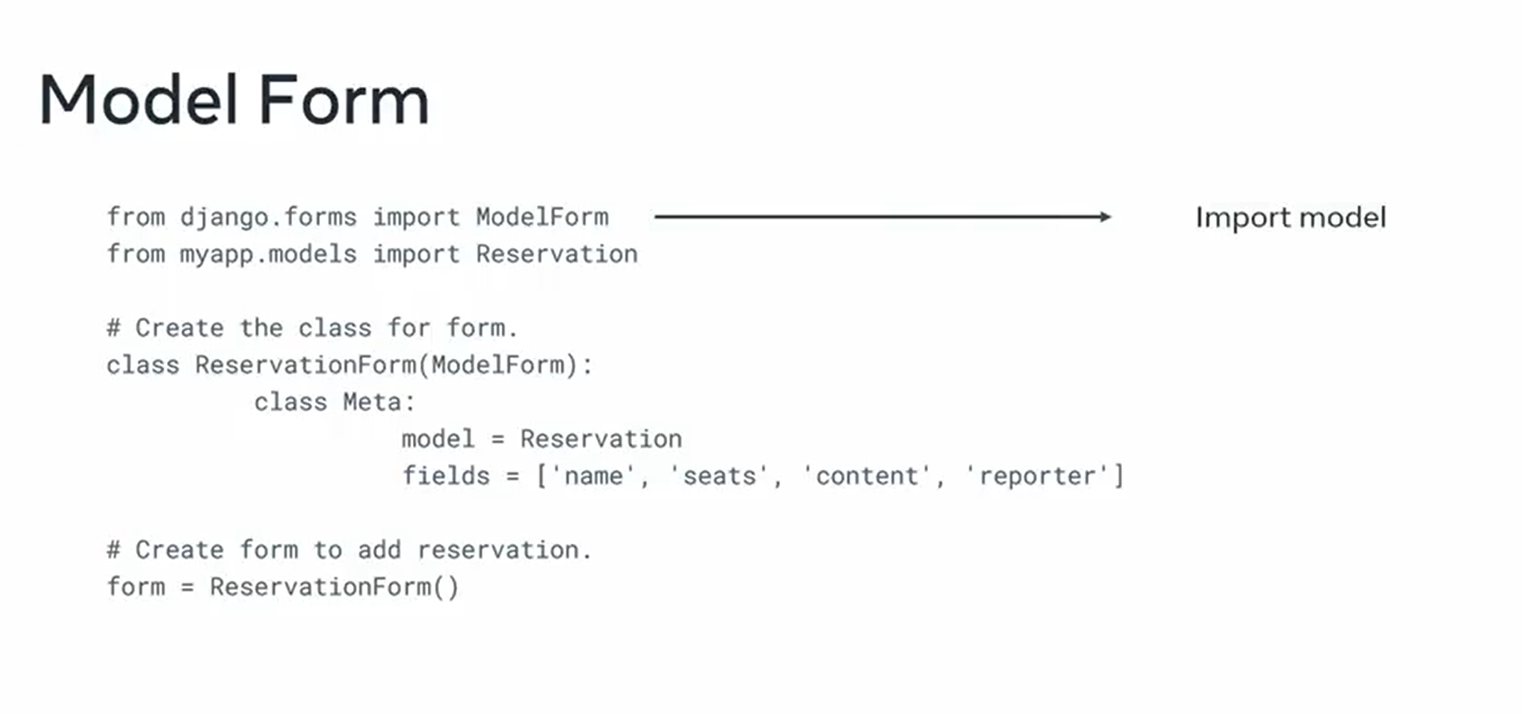 Model Form
from django.forms import ModelForm
Import model
from myapp.models import Reservation
# Create the class for form.
class ReservationForm(ModelForm):
class Meta:
model = Reservation
fields = ['name', 'seats', 'content', 'reporter']
# Create form to add reservation.
form = ReservationForm()